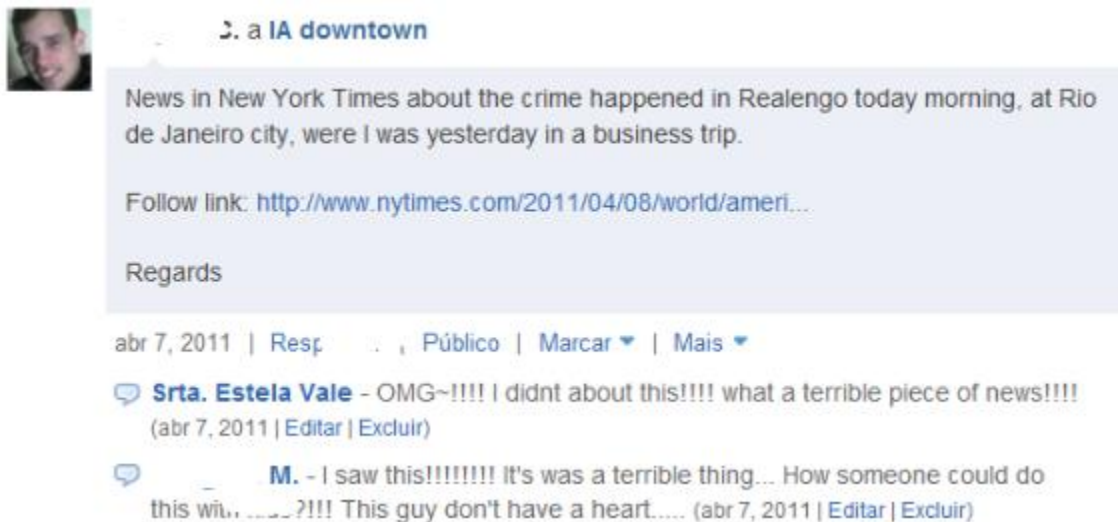 C. a IA downtown
News in New York Times about the crime happened in Realengo today morning, at Rio
de Janeiro city, were I was yesterday in a business trip.
Follow link: http://www.nytimes.com/2011/04/08/world/ameri...
Regards
abr 7, 2011 | Público | Marcar | Mais
Srta. Estela Vale - OMG~!!!! I didnt about this!!!! what a terrible piece of news!!!!
(abr 7, 2011 | Editar | Excluir)
M. - I saw this!!!!!!!! It's was a terrible thing... How someone could do
this ?!!! This guy don't have a heart..... (abr 7, 2011 | Editar | Excluir)